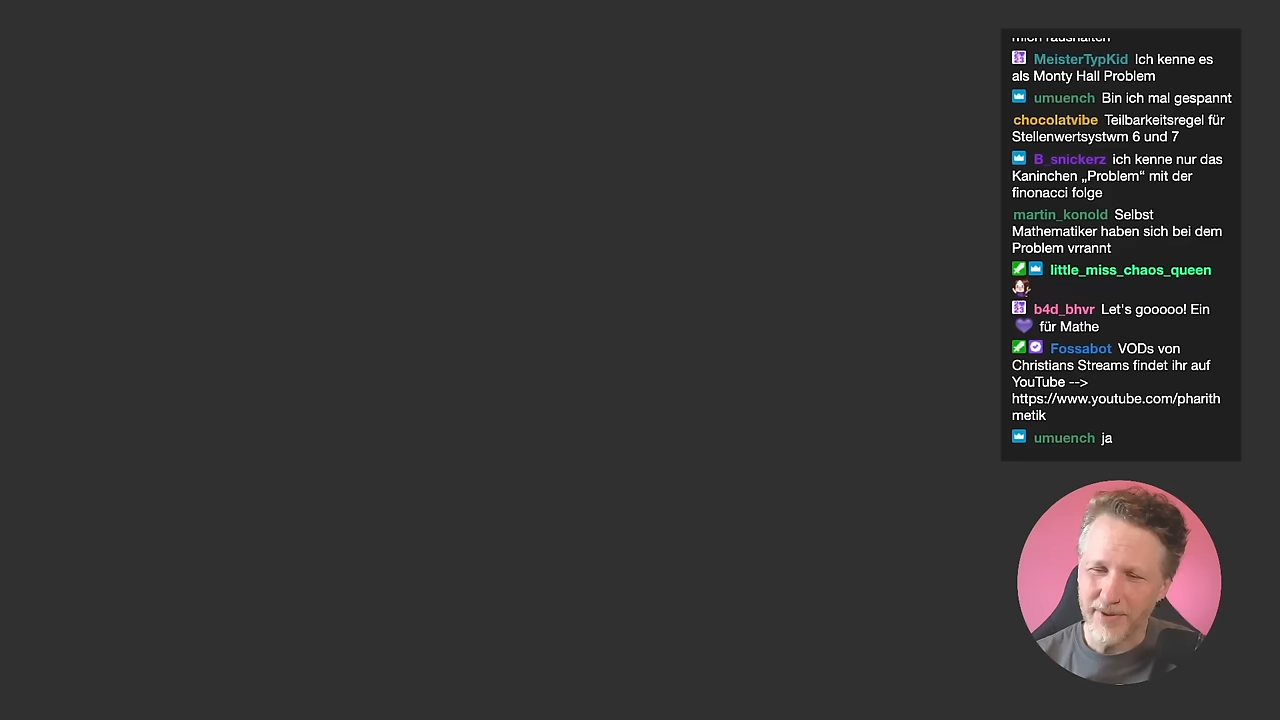 mich raushalten
MeisterTypKid Ich kenne es
als Monty Hall Problem
umuench Bin ich mal gespannt
chocolatvibe Teilbarkeitsregel für
Stellenwertsystwm 6 und 7
B_snickerz ich kenne nur das
Kaninchen „Problem“ mit der
finonacci folge
martin_konold Selbst
Mathematiker haben sich bei dem
Problem vrrannt
little_miss_chaos_queen
b4d_bhvr Let's gooooo! Ein
für Mathe
Fossabot VODs von
Christians Streams findet ihr auf
YouTube -->
https://www.youtube.com/pharith
metik
umuench ja